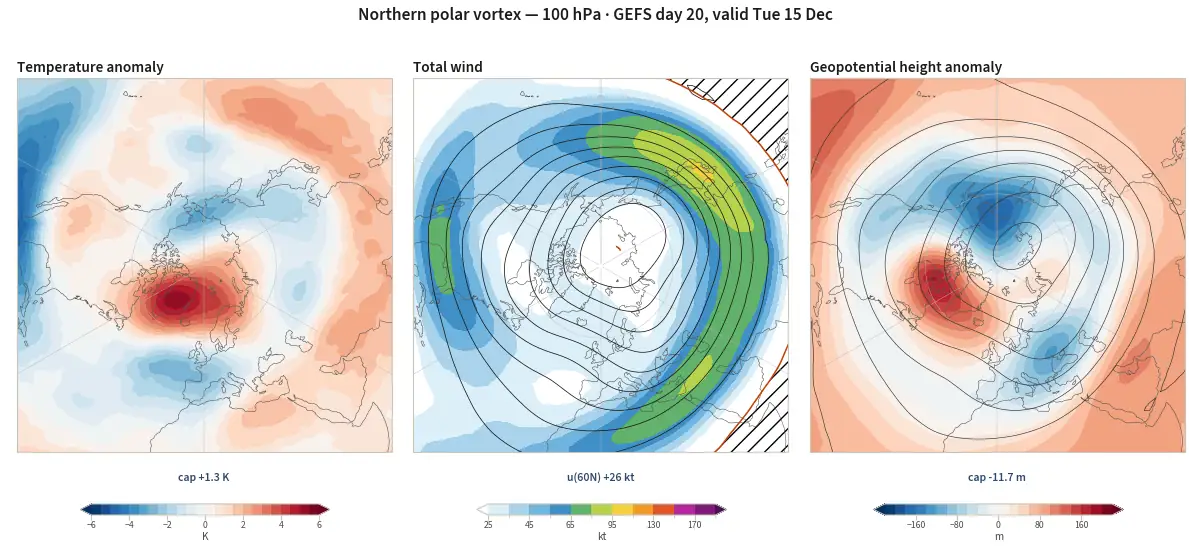 Northern polar vortex — 100 hPa · GEFS day 20, valid Tue 15 Dec
Temperature anomaly
Total wind
Geopotential height anomaly
cap +1.3 K
u(60N) +26 kt
cap -11.7 m
−6 −4 −2 0 2 4 6
K
25 45 65 95 130 170
kt
−160 −80 0 80 160
m